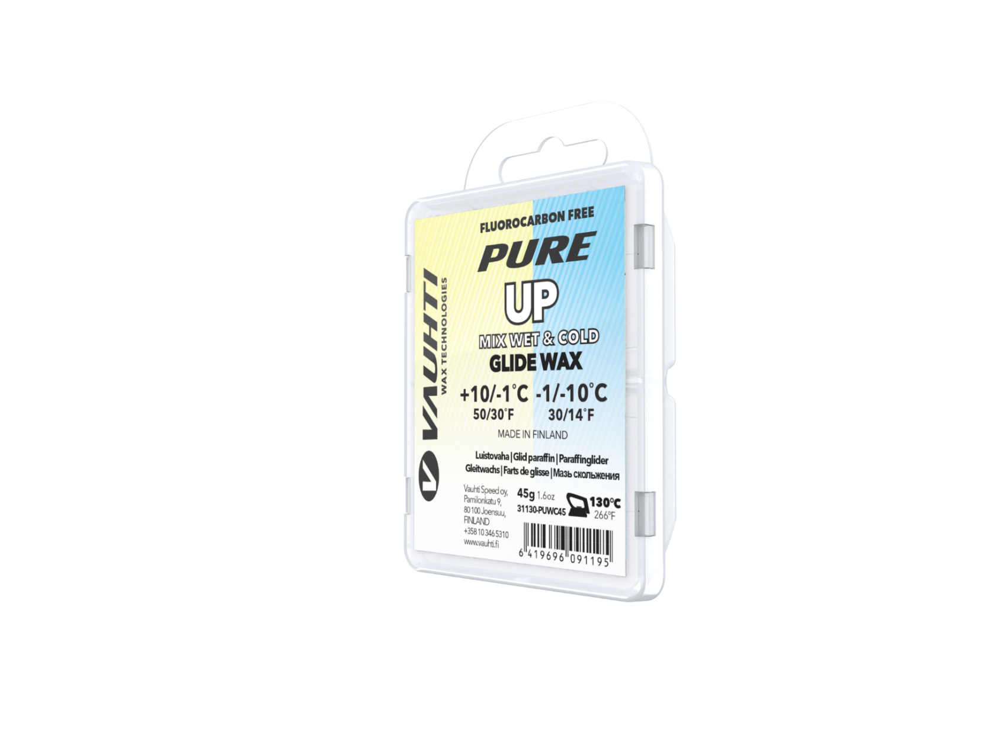 FLUOROCARBON FREE
PURE
UP
MIX WET & COLD
GLIDE WAX
+10/-1°C -1/-10°C
50/30°F 30/14°F
MADE IN FINLAND
Luistovaha | Glid paraffin | Paraffinglider
Gleitwachs | Farts de glisse | Мазь скольжения
Vauhti Speed oy,
Pamilonkatu 9,
80100 Joensuu,
FINLAND
+358 10 346 5310
www.vauhti.fi
45g 1.6oz
31130-PUWC45
130°C
266°F
6 419696 091195
VAUHTI
WAX TECHNOLOGIES
V